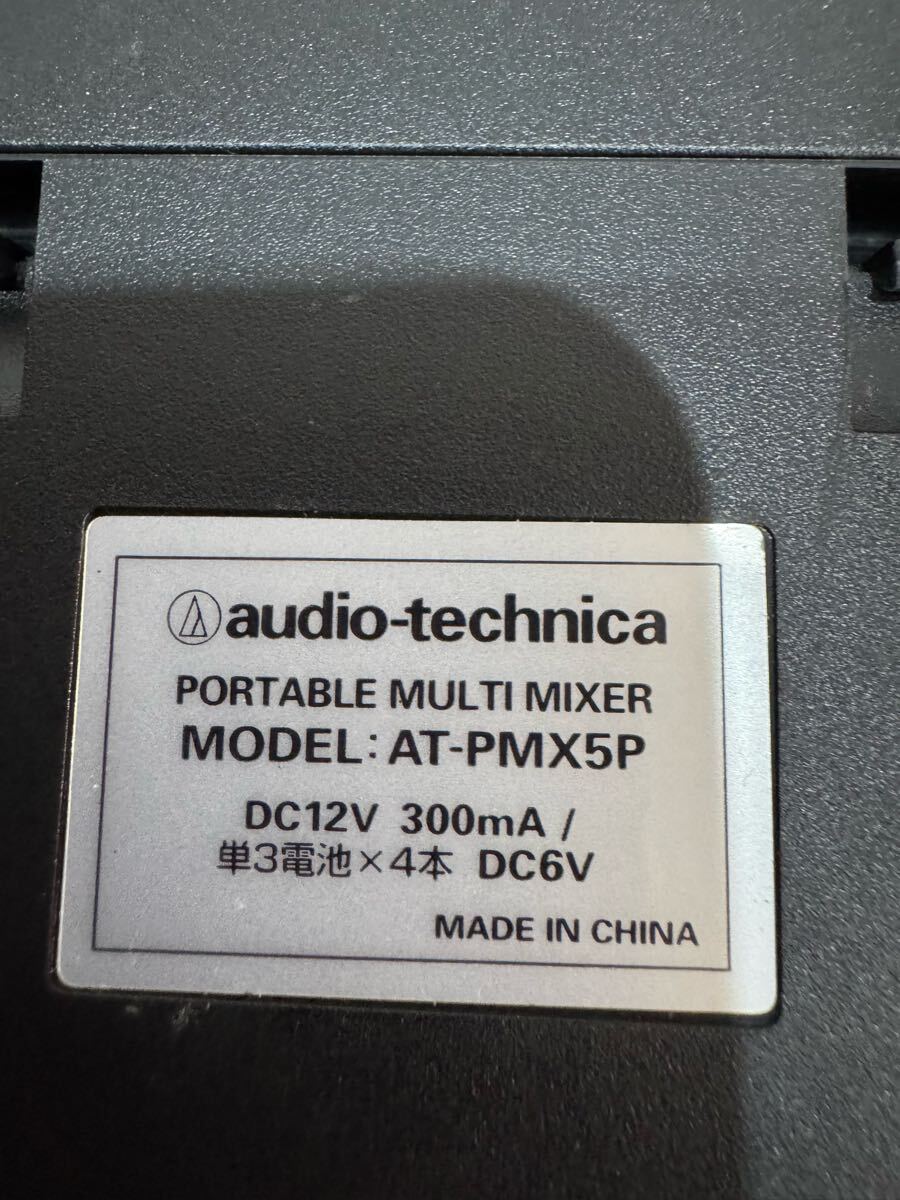 audio-technica
PORTABLE MULTI MIXER
MODEL: AT-PMX5P
DC12V 300mA /
単3電池×4本 DC6V
MADE IN CHINA